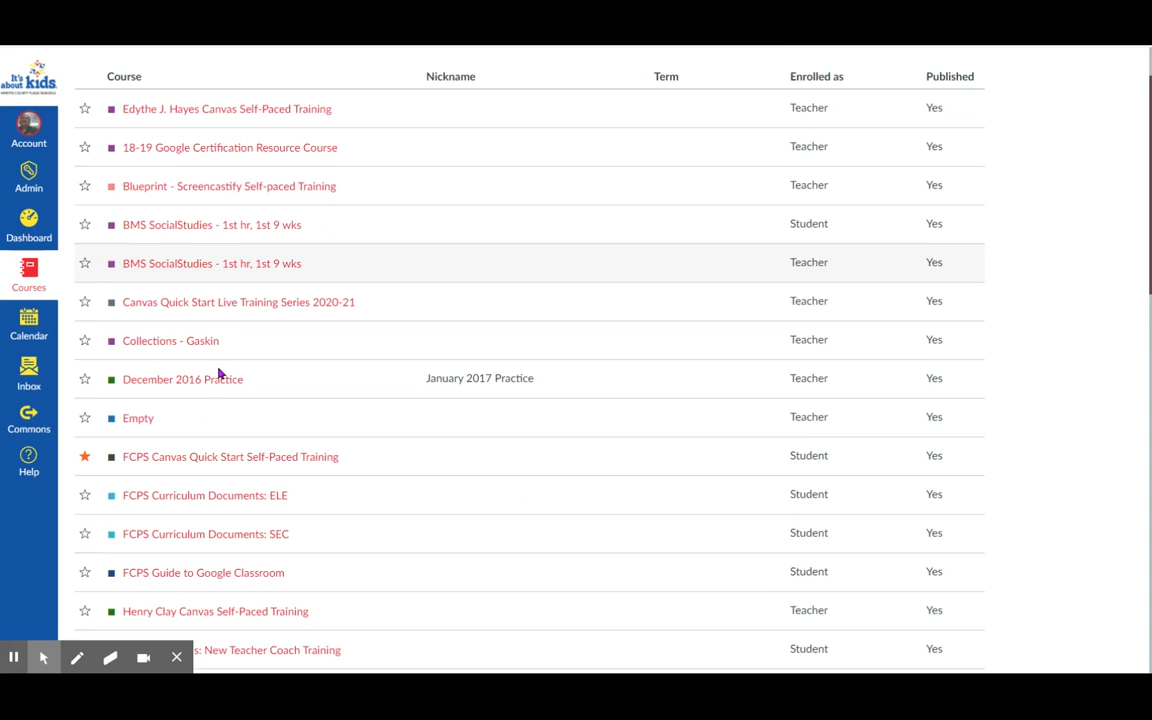 It's
about kids
Account
Admin
Dashboard
Courses
Calendar
Inbox
Commons
Help
Course Nickname Term Enrolled as Published
Edythe J. Hayes Canvas Self-Paced Training Teacher Yes
18-19 Google Certification Resource Course Teacher Yes
Blueprint - Screencastify Self-paced Training Teacher Yes
BMS SocialStudies - 1st hr, 1st 9 wks Student Yes
BMS SocialStudies - 1st hr, 1st 9 wks Teacher Yes
Canvas Quick Start Live Training Series 2020-21 Teacher Yes
Collections - Gaskin Teacher Yes
December 2016 Practice January 2017 Practice Teacher Yes
Empty Teacher Yes
FCPS Canvas Quick Start Self-Paced Training Student Yes
FCPS Curriculum Documents: ELE Student Yes
FCPS Curriculum Documents: SEC Student Yes
FCPS Guide to Google Classroom Student Yes
Henry Clay Canvas Self-Paced Training Teacher Yes
s: New Teacher Coach Training Student Yes